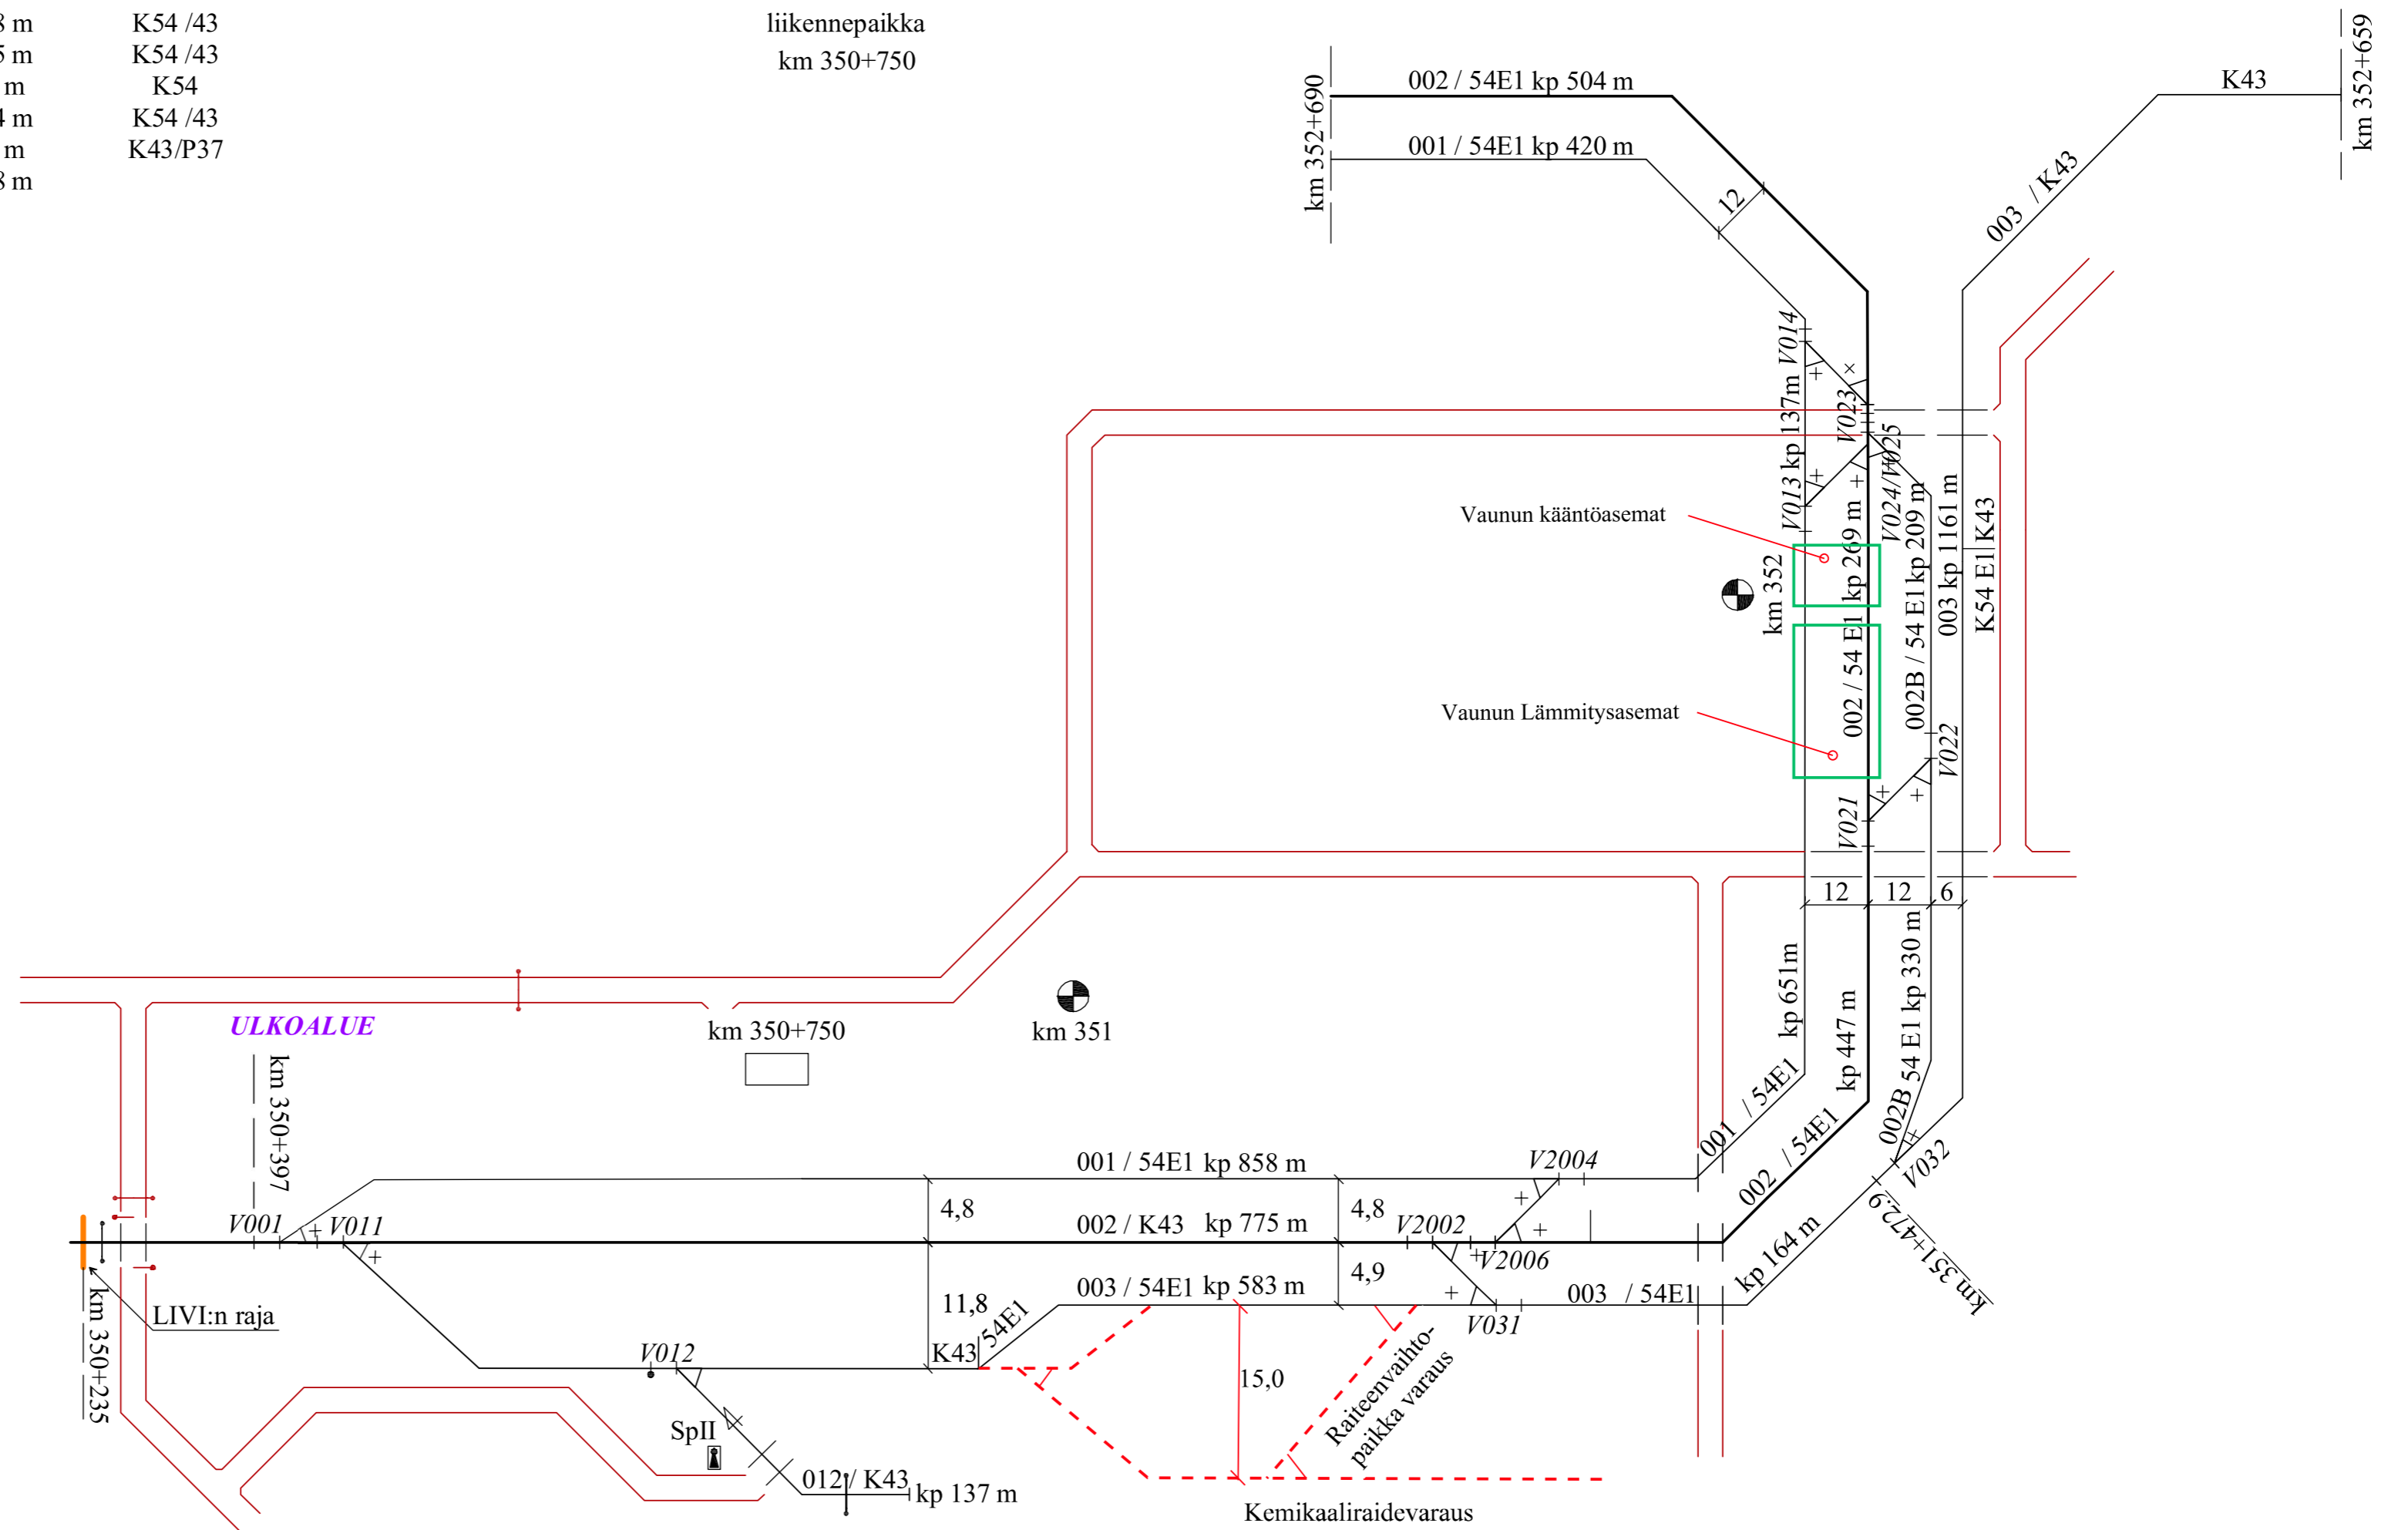 8 m K54 /43
5 m K54 /43
m K54
4 m K54 /43
m K43/P37
8 m
liikennepaikka
km 350+750
km 352+690
002 / 54E1 kp 504 m
001 / 54E1 kp 420 m
12
K43
km 352+659
003 / K43
V014
V023
V013 kp 137m
V024/V025
Vaunun kääntöasemat
km 352
002 / 54 E1 kp 269 m
002B / 54 E1kp 209 m
003 kp 1161 m
K54 E1 K43
Vaunun Lämmitysasemat
V022
V021
12
12
6
kp 651m
kp 447 m
002B 54 E1 kp 330 m
ULKOALUE
km 350+750
km 351
km 350+397
001 / 54E1
002 / 54E1
V032
km 351+472.9
001 / 54E1 kp 858 m
V2004
4,8
4,8
V001
V011
002 / K43 kp 775 m
V2002
V2006
4,9
11,8
003 / 54E1 kp 583 m
003 / 54E1
kp 164 m
LIVI:n raja
km 350+235
V012
K43
54E1
V031
15,0
Raiteenvaihto-
paikka varaus
SpII
012 / K43
kp 137 m
Kemikaaliraidevaraus